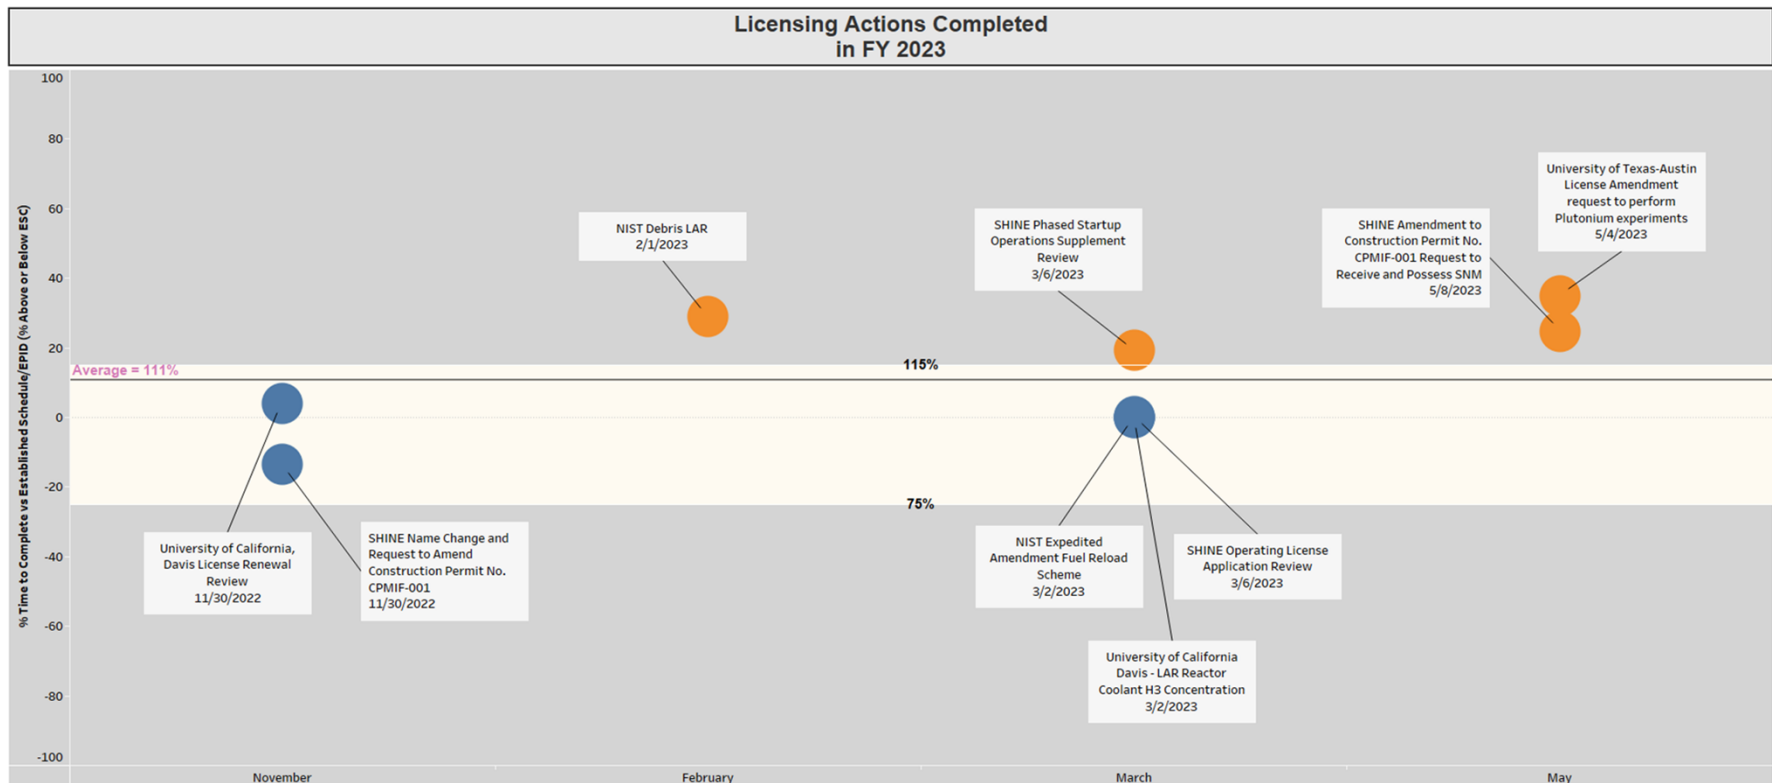 Licensing Actions Completed
in FY 2023
% Time to Complete vs Established Schedule/EPID (% Above or Below ESC)
100
80
60
40
20
0
-20
-40
-60
-80
-100
Average = 111%
115%
75%
University of California,
Davis License Renewal
Review
11/30/2022
SHINE Name Change and
Request to Amend
Construction Permit No.
CPMIF-001
11/30/2022
NIST Debris LAR
2/1/2023
SHINE Phased Startup
Operations Supplement
Review
3/6/2023
NIST Expedited
Amendment Fuel Reload
Scheme
3/2/2023
University of California
Davis - LAR Reactor
Coolant H3 Concentration
3/2/2023
SHINE Operating License
Application Review
3/6/2023
SHINE Amendment to
Construction Permit No.
CPMIF-001 Request to
Receive and Possess SNM
5/8/2023
University of Texas-Austin
License Amendment
request to perform
Plutonium experiments
5/4/2023
November
February
March
May